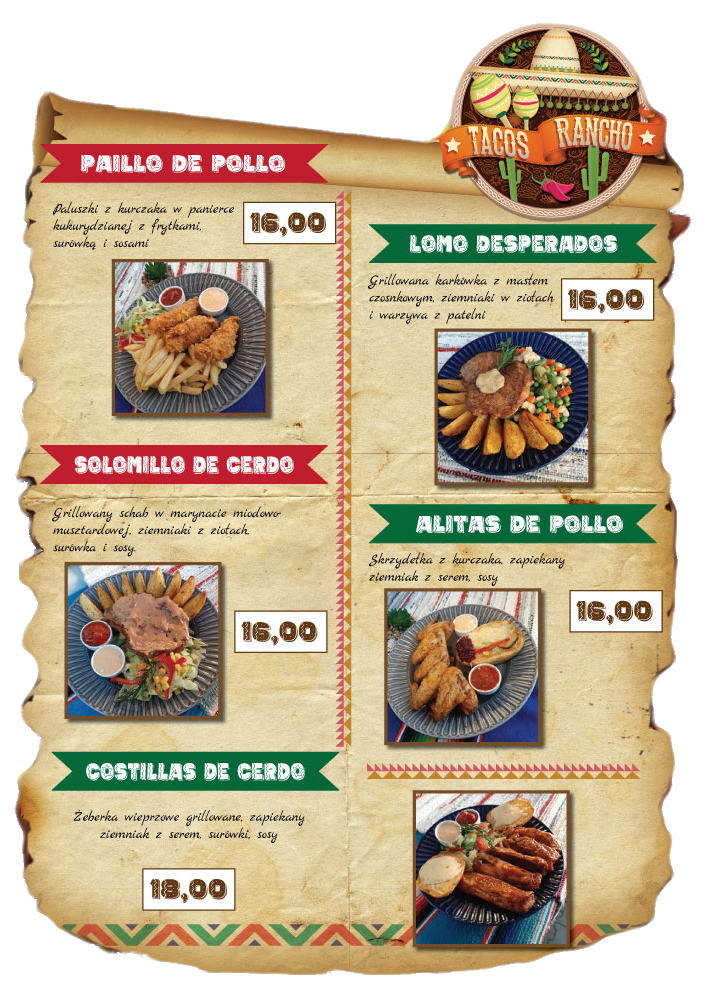 TACOS RANCHO
PAILLO DE POLLO
Paluszki z kurczaka w panierce
kukurydzianej z frytkami,
surówką i sosami
16,00
SOLOMILLO DE CERDO
Grillowany schab w marynacie miodowo-
musztardowej, ziemniaki z ziołach,
surówka i sosy.
16,00
COSTILLAS DE CERDO
Żeberka wieprzowe grillowane, zapiekany
ziemniak z serem, surówki, sosy
18,00
LOMO DESPERADOS
Grillowana karkówka z masłem
czosnkowym, ziemniaki w ziołach
i warzywa z patelni
16,00
ALITAS DE POLLO
Skrzydełka z kurczaka, zapiekany
ziemniak z serem, sosy
16,00